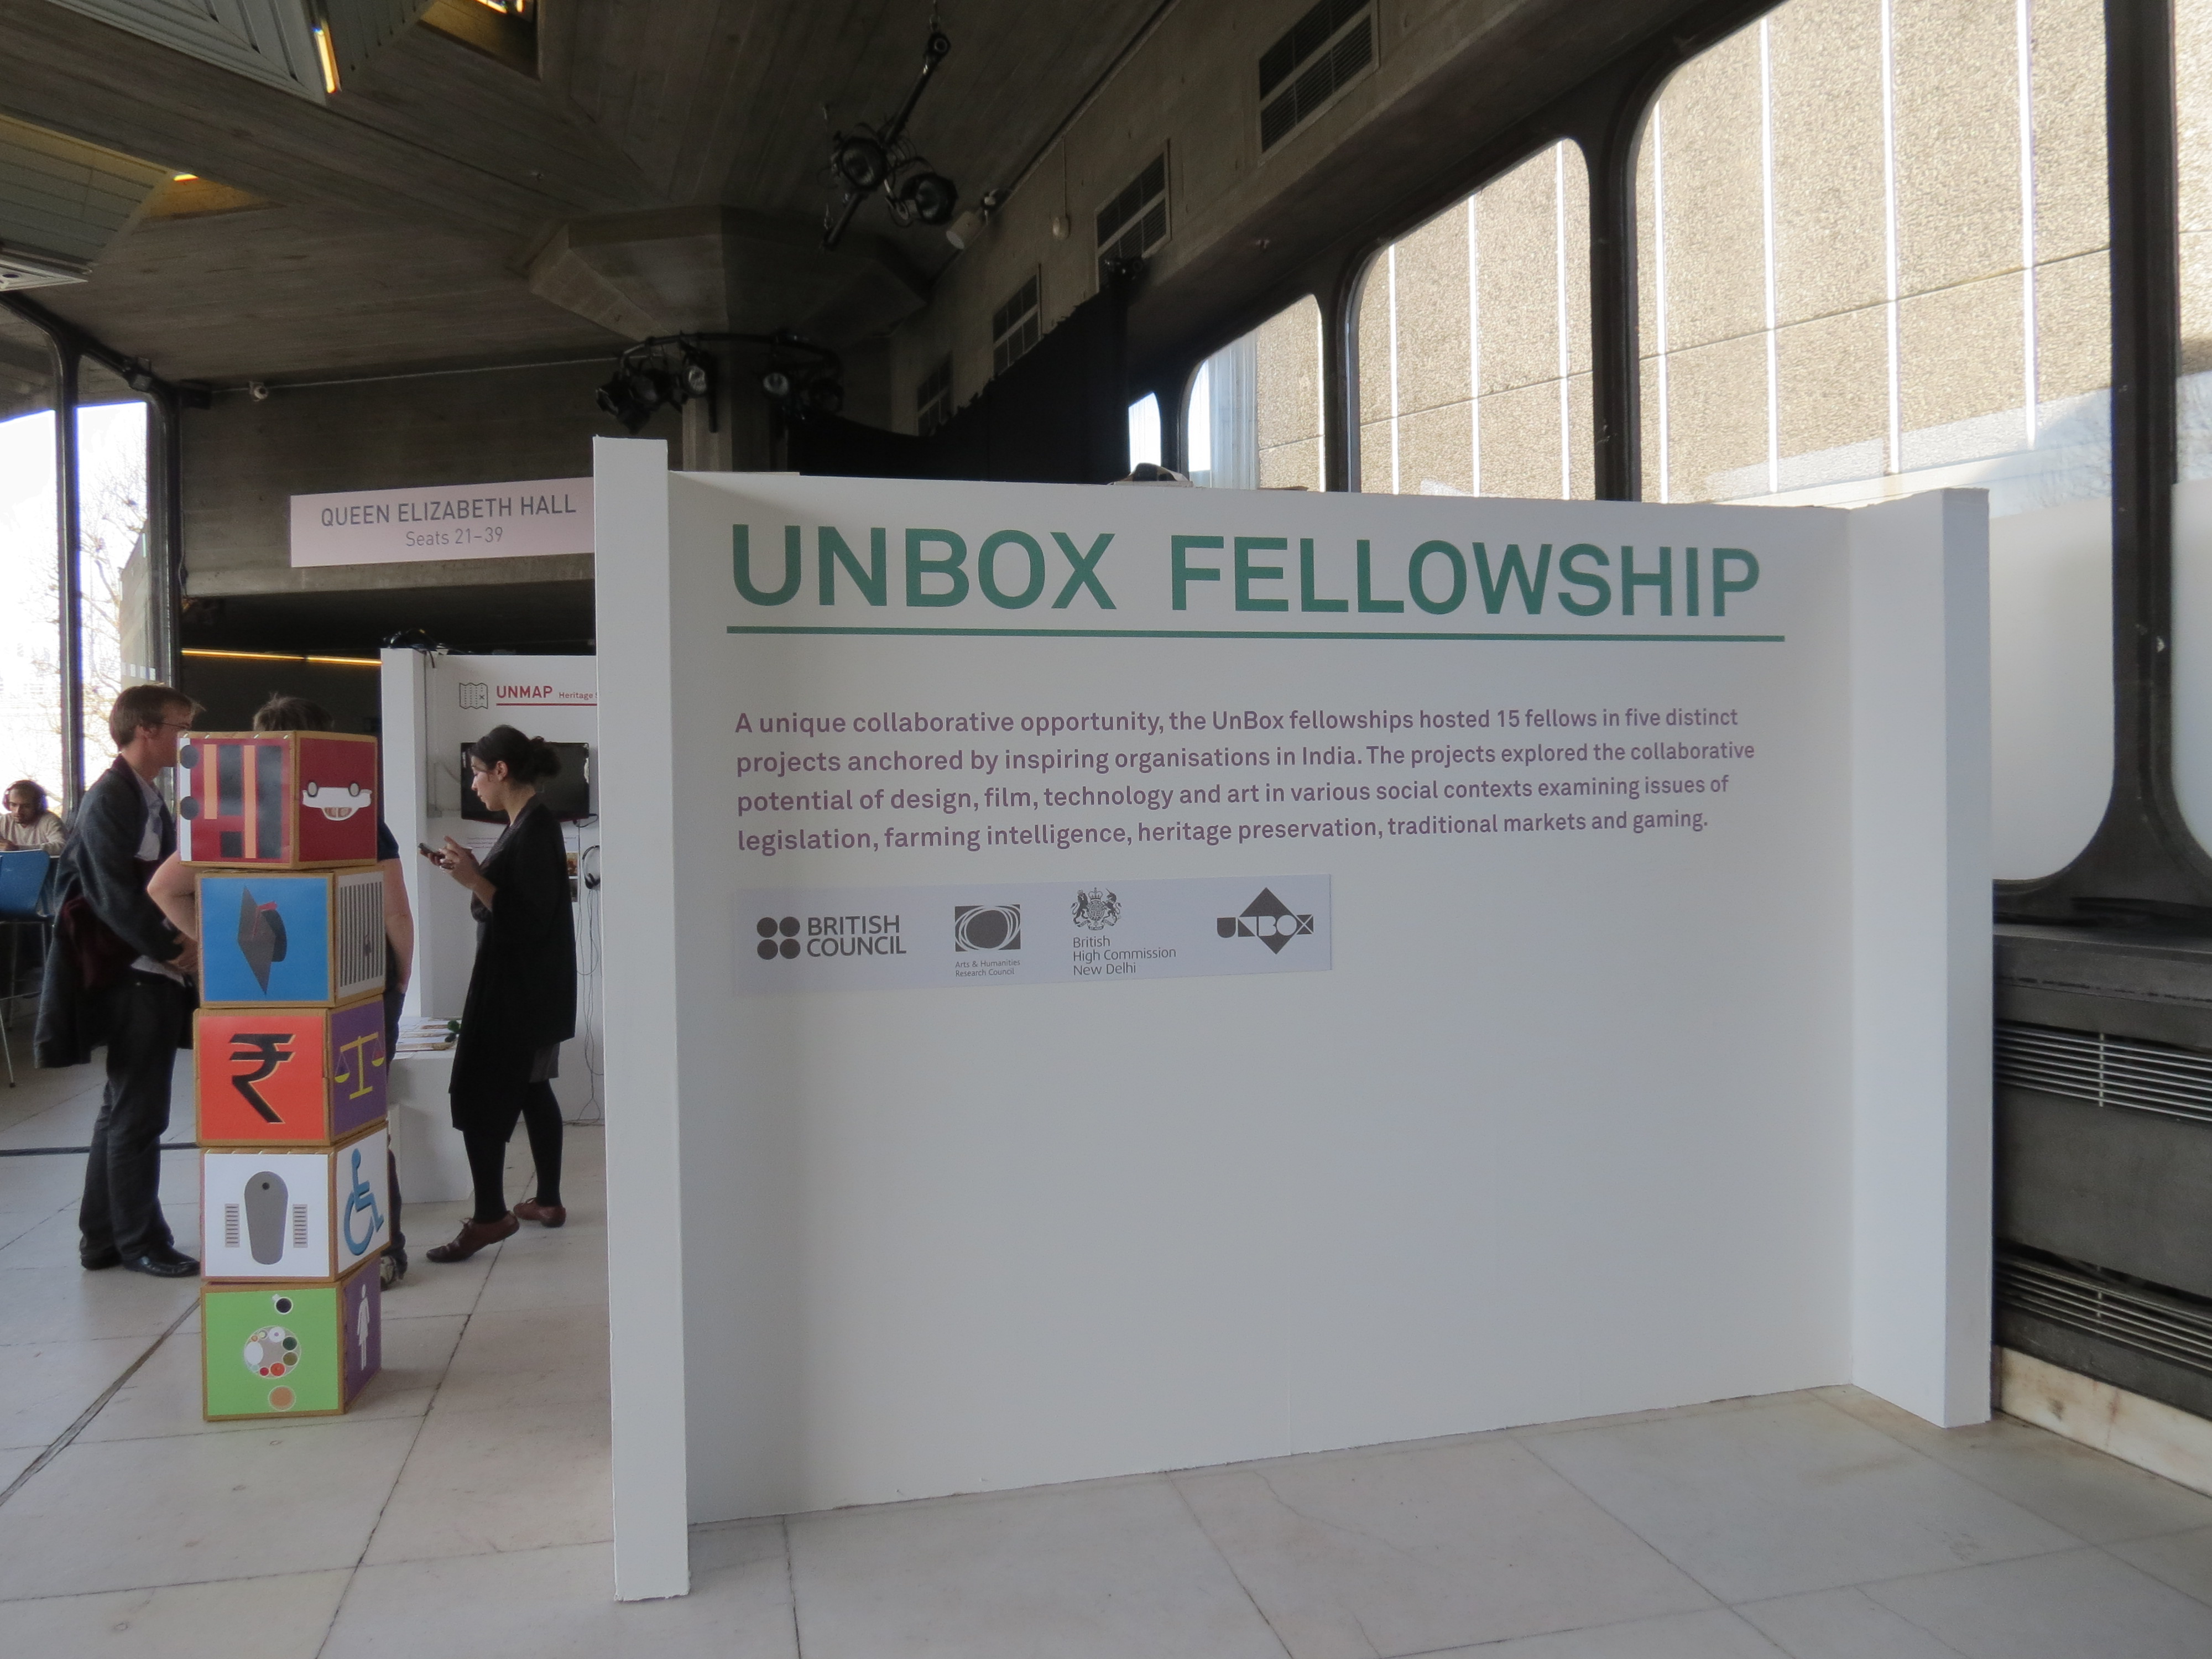 QUEEN ELIZABETH HALL
Seats 21–39
UNMAP Heritage
UNBOX FELLOWSHIP
A unique collaborative opportunity, the UnBox fellowships hosted 15 fellows in five distinct
projects anchored by inspiring organisations in India. The projects explored the collaborative
potential of design, film, technology and art in various social contexts examining issues of
legislation, farming intelligence, heritage preservation, traditional markets and gaming.
BRITISH
COUNCIL
Arts & Humanities
Research Council
British
High Commission
New Delhi
UNBOX
₹